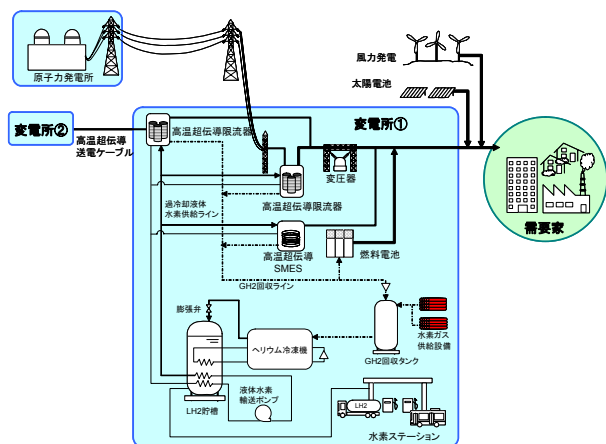 原子力発電所
風力発電
太陽電池
変電所②
高温超伝導
送電ケーブル
高温超伝導限流器
変電所①
変圧器
過冷却液体
水素供給ライン
高温超伝導限流器
高温超伝導
SMES
燃料電池
需要家
GH2回収ライン
膨張弁
ヘリウム冷凍機
水素ガス
供給設備
GH2回収タンク
液体水素
輸送ポンプ
LH2貯槽
LH2
水素ステーション